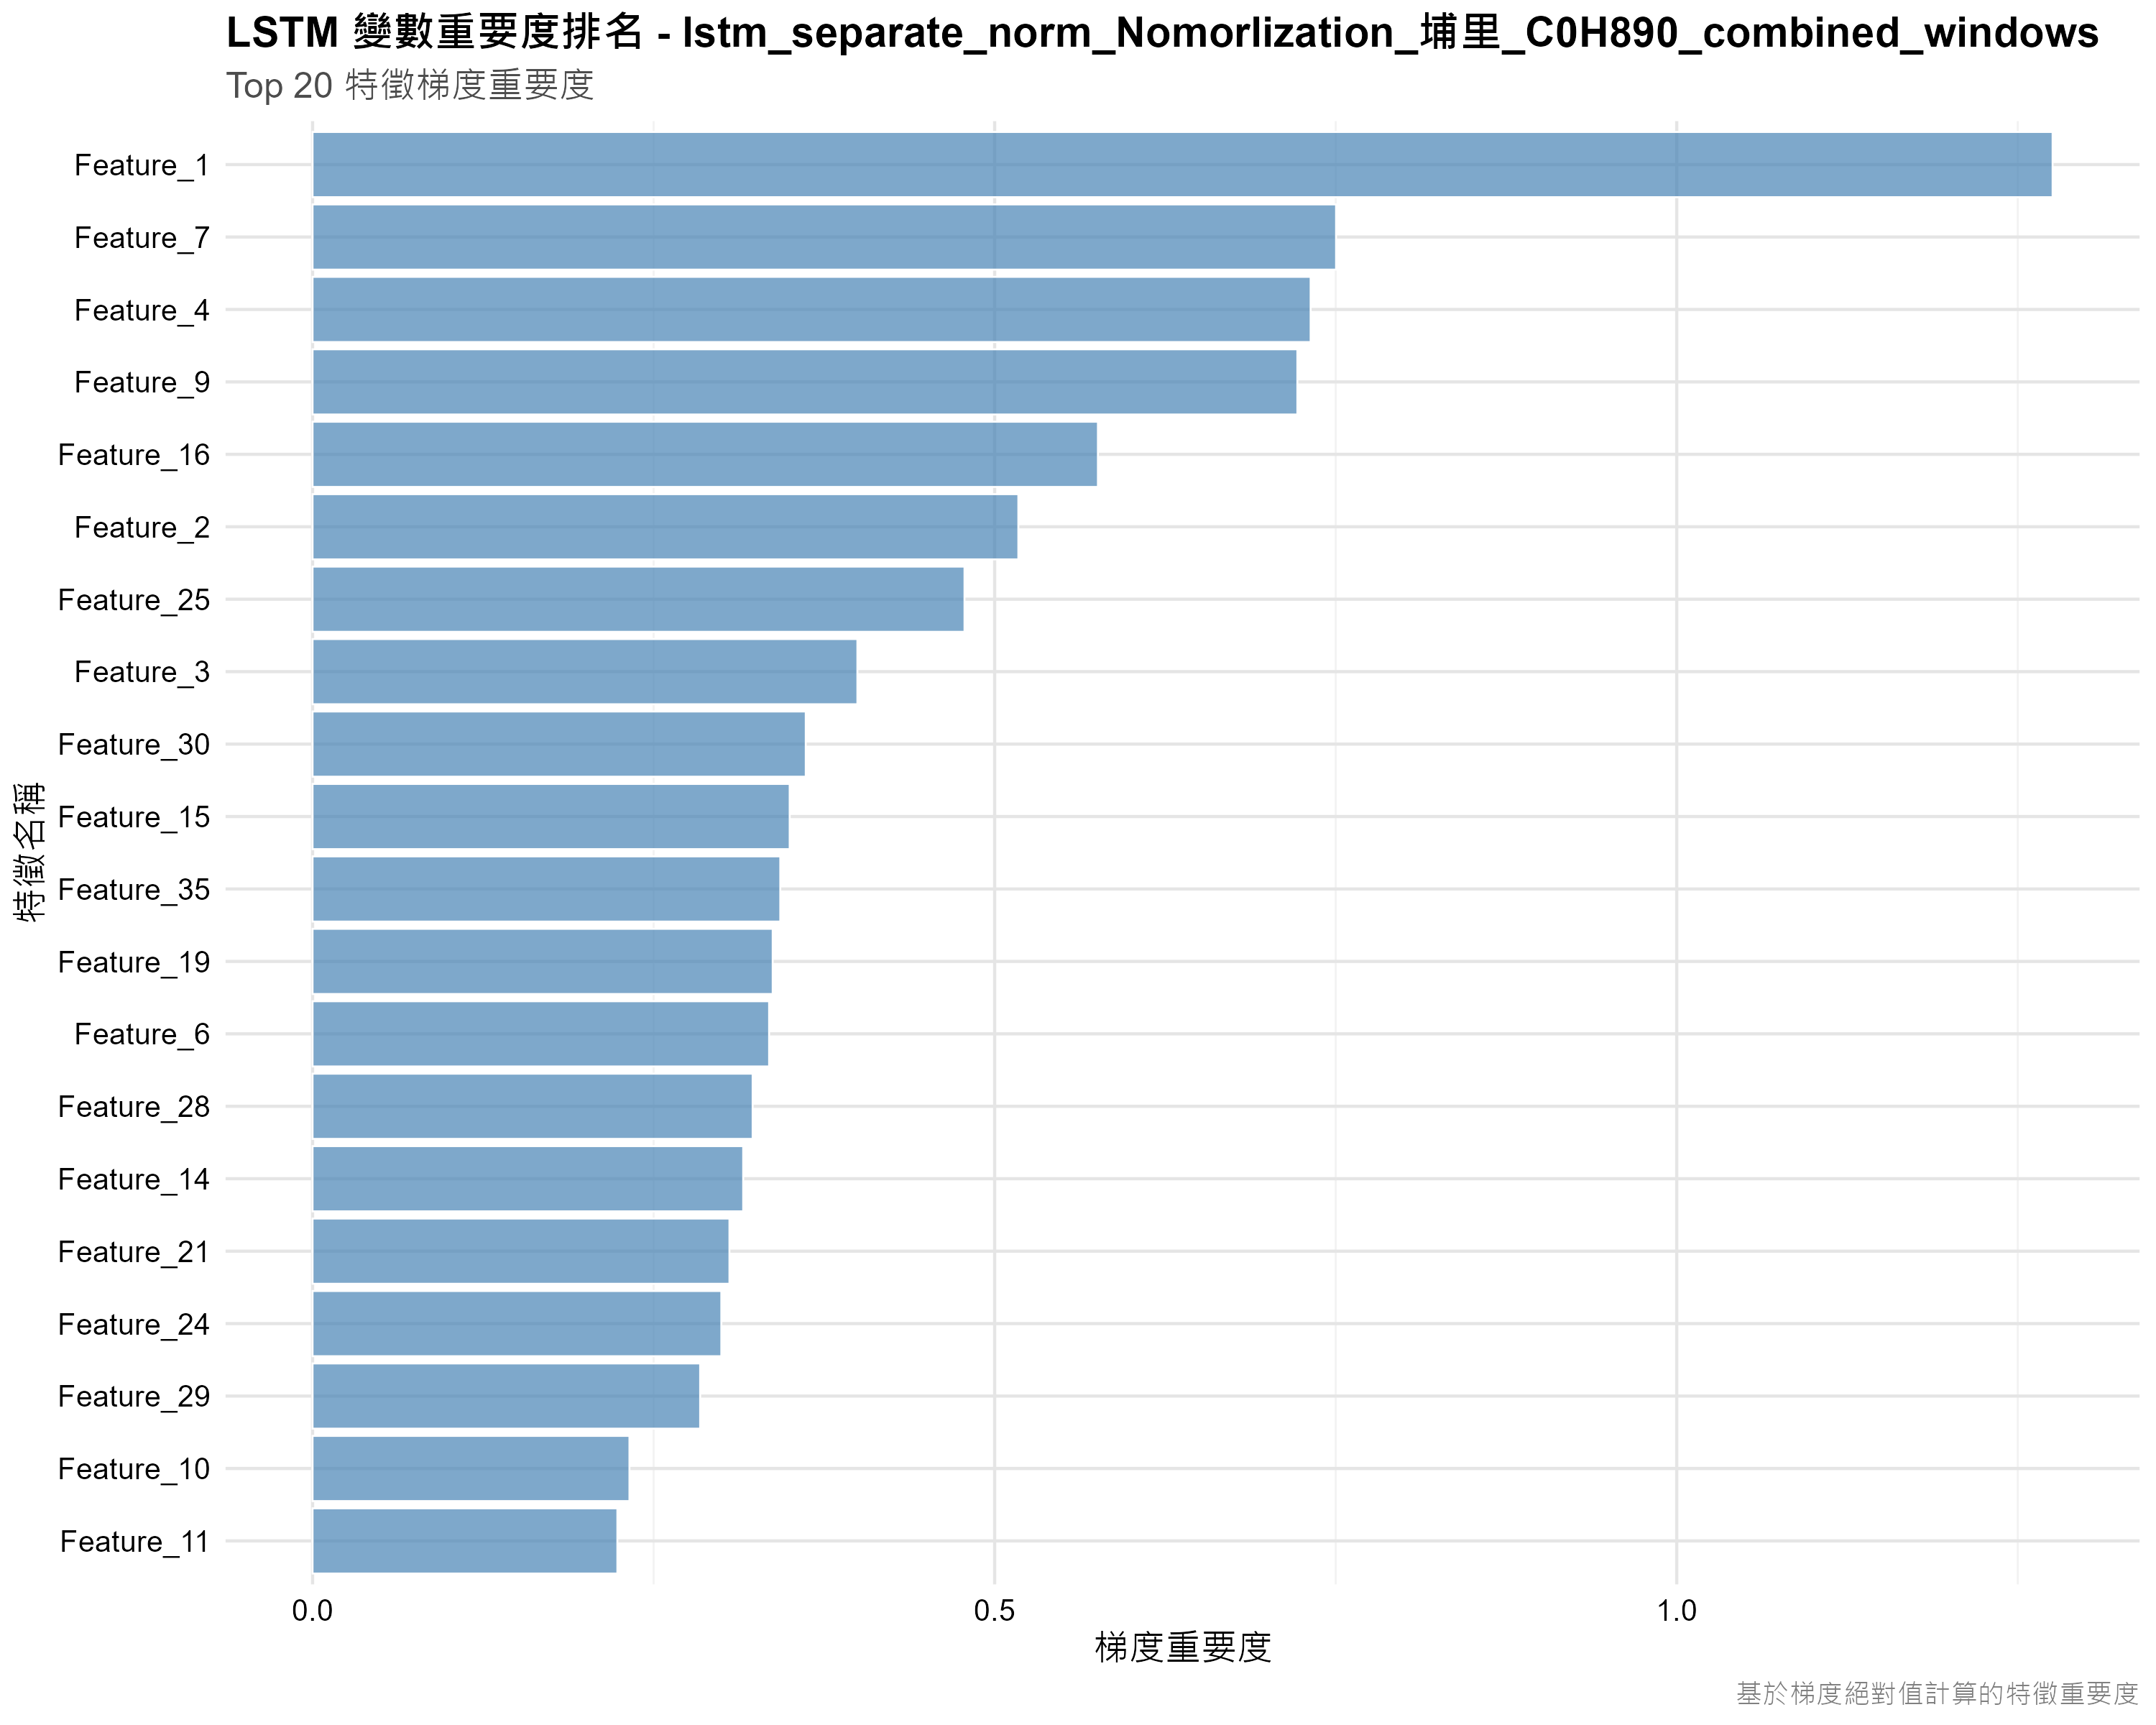 LSTM 變數重要度排名 - lstm_separate_norm_Nomorlization_埔里_C0H890_combined_windows
Top 20 特徵梯度重要度
特徵名稱
Feature_1
Feature_7
Feature_4
Feature_9
Feature_16
Feature_2
Feature_25
Feature_3
Feature_30
Feature_15
Feature_35
Feature_19
Feature_6
Feature_28
Feature_14
Feature_21
Feature_24
Feature_29
Feature_10
Feature_11
0.0 0.5 1.0
梯度重要度
基於梯度絕對值計算的特徵重要度